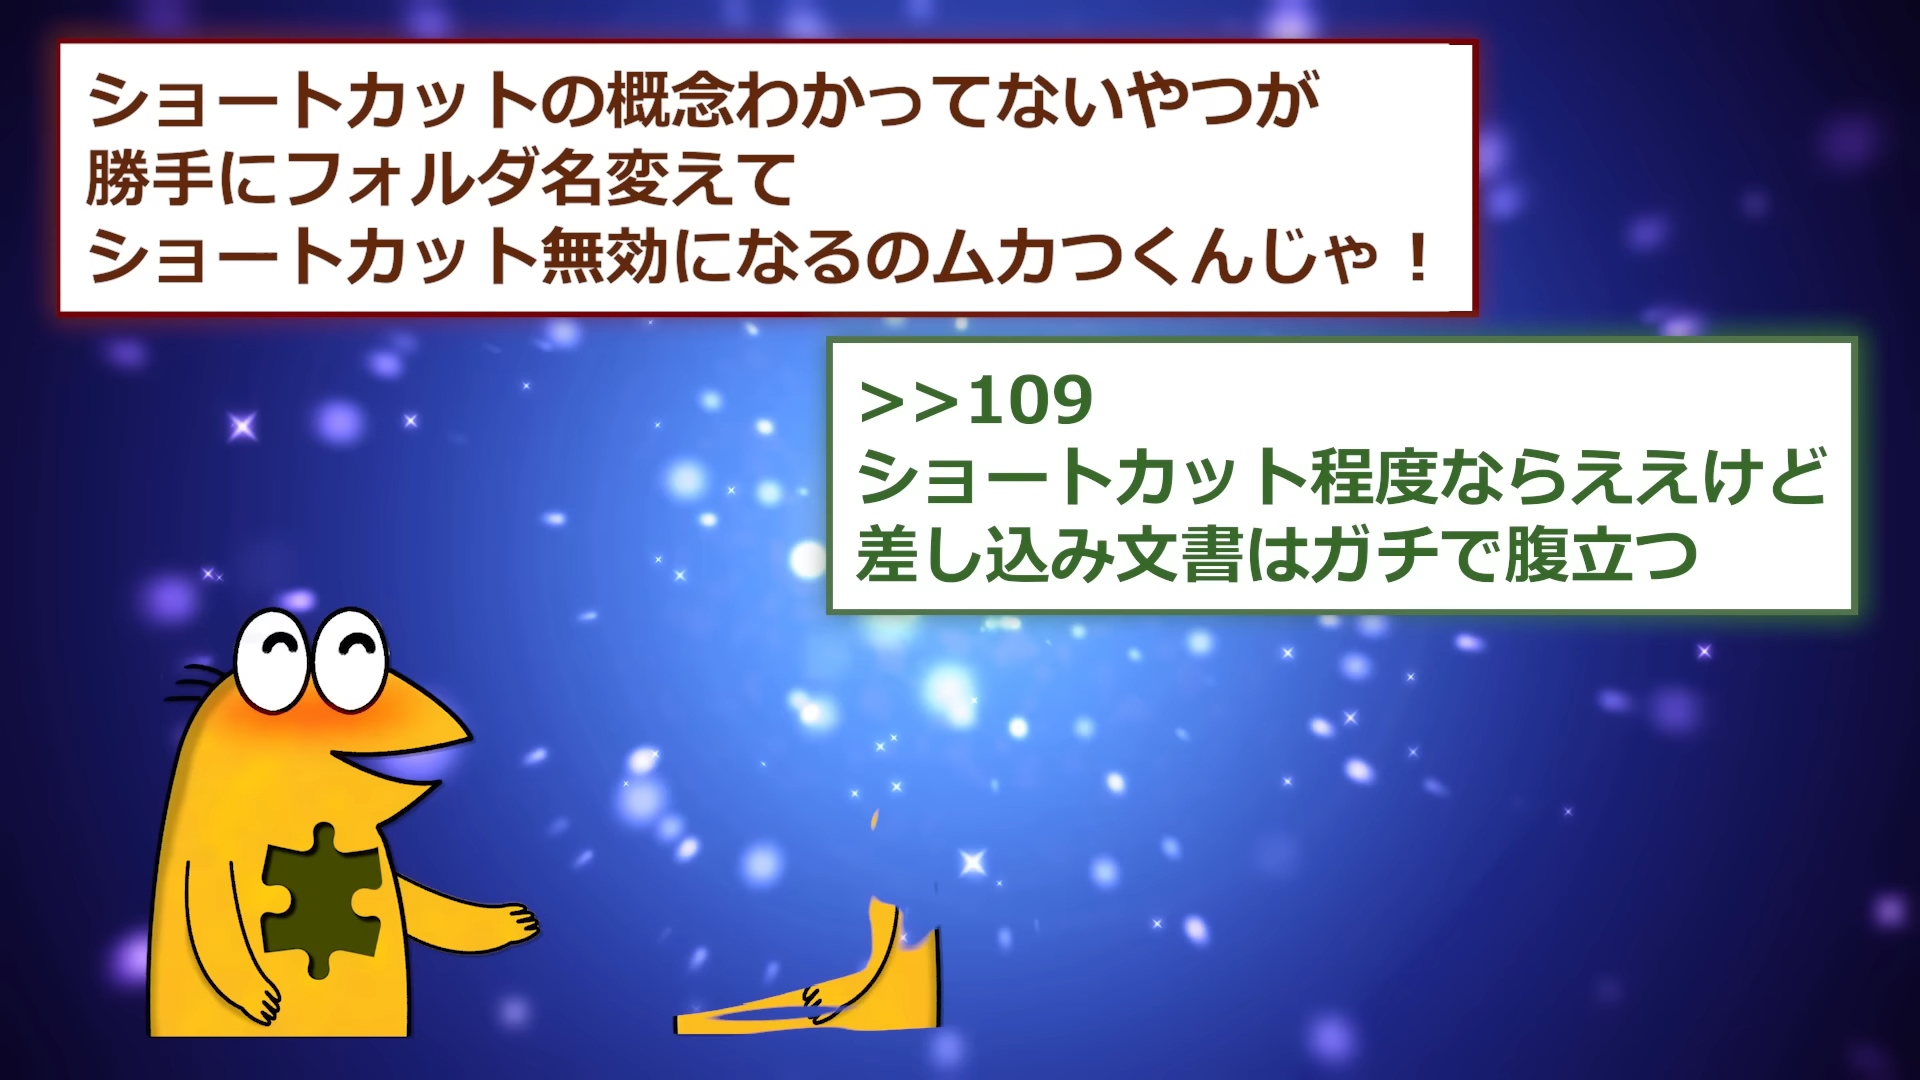 ショートカットの概念わかってないやつが
勝手にフォルダ名変えて
ショートカット無効になるのムカつくんじゃ！
>>109
ショートカット程度ならええけど
差し込み文書はガチで腹立つ